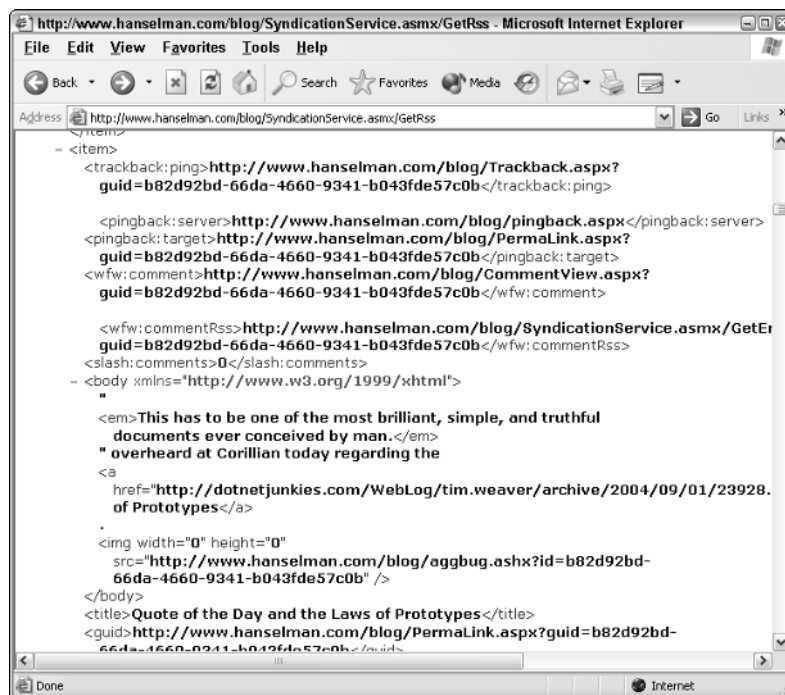 http://www.hanselman.com/blog/SyndicationService.asmx/GetRss - Microsoft Internet Explorer
File Edit View Favorites Tools Help
Back Search Favorites Media
Address http://www.hanselman.com/blog/SyndicationService.asmx/GetRss Go Links »
</item>
- <item>
<trackback:ping>http://www.hanselman.com/blog/Trackback.aspx?
guid=b82d92bd-66da-4660-9341-b043fde57c0b</trackback:ping>
<pingback:server>http://www.hanselman.com/blog/pingback.aspx</pingback:server>
<pingback:target>http://www.hanselman.com/blog/PermaLink.aspx?
guid=b82d92bd-66da-4660-9341-b043fde57c0b</pingback:target>
<wfw:comment>http://www.hanselman.com/blog/CommentView.aspx?
guid=b82d92bd-66da-4660-9341-b043fde57c0b</wfw:comment>
<wfw:commentRss>http://www.hanselman.com/blog/SyndicationService.asmx/GetEr
guid=b82d92bd-66da-4660-9341-b043fde57c0b</wfw:commentRss>
<slash:comments>0</slash:comments>
- <body xmlns="http://www.w3.org/1999/xhtml">
"
<em>This has to be one of the most brilliant, simple, and truthful
documents ever conceived by man.</em>
" overheard at Corillian today regarding the
<a
href="http://dotnetjunkies.com/WebLog/tim.weaver/archive/2004/09/01/23928.
of Prototypes</a>
.
<img width="0" height="0"
src="http://www.hanselman.com/blog/aggbug.ashx?id=b82d92bd-
66da-4660-9341-b043fde57c0b" />
</body>
<title>Quote of the Day and the Laws of Prototypes</title>
<guid>http://www.hanselman.com/blog/PermaLink.aspx?guid=b82d92bd-
66da-4660-9341-b043fde57c0b</guid>
Done Internet